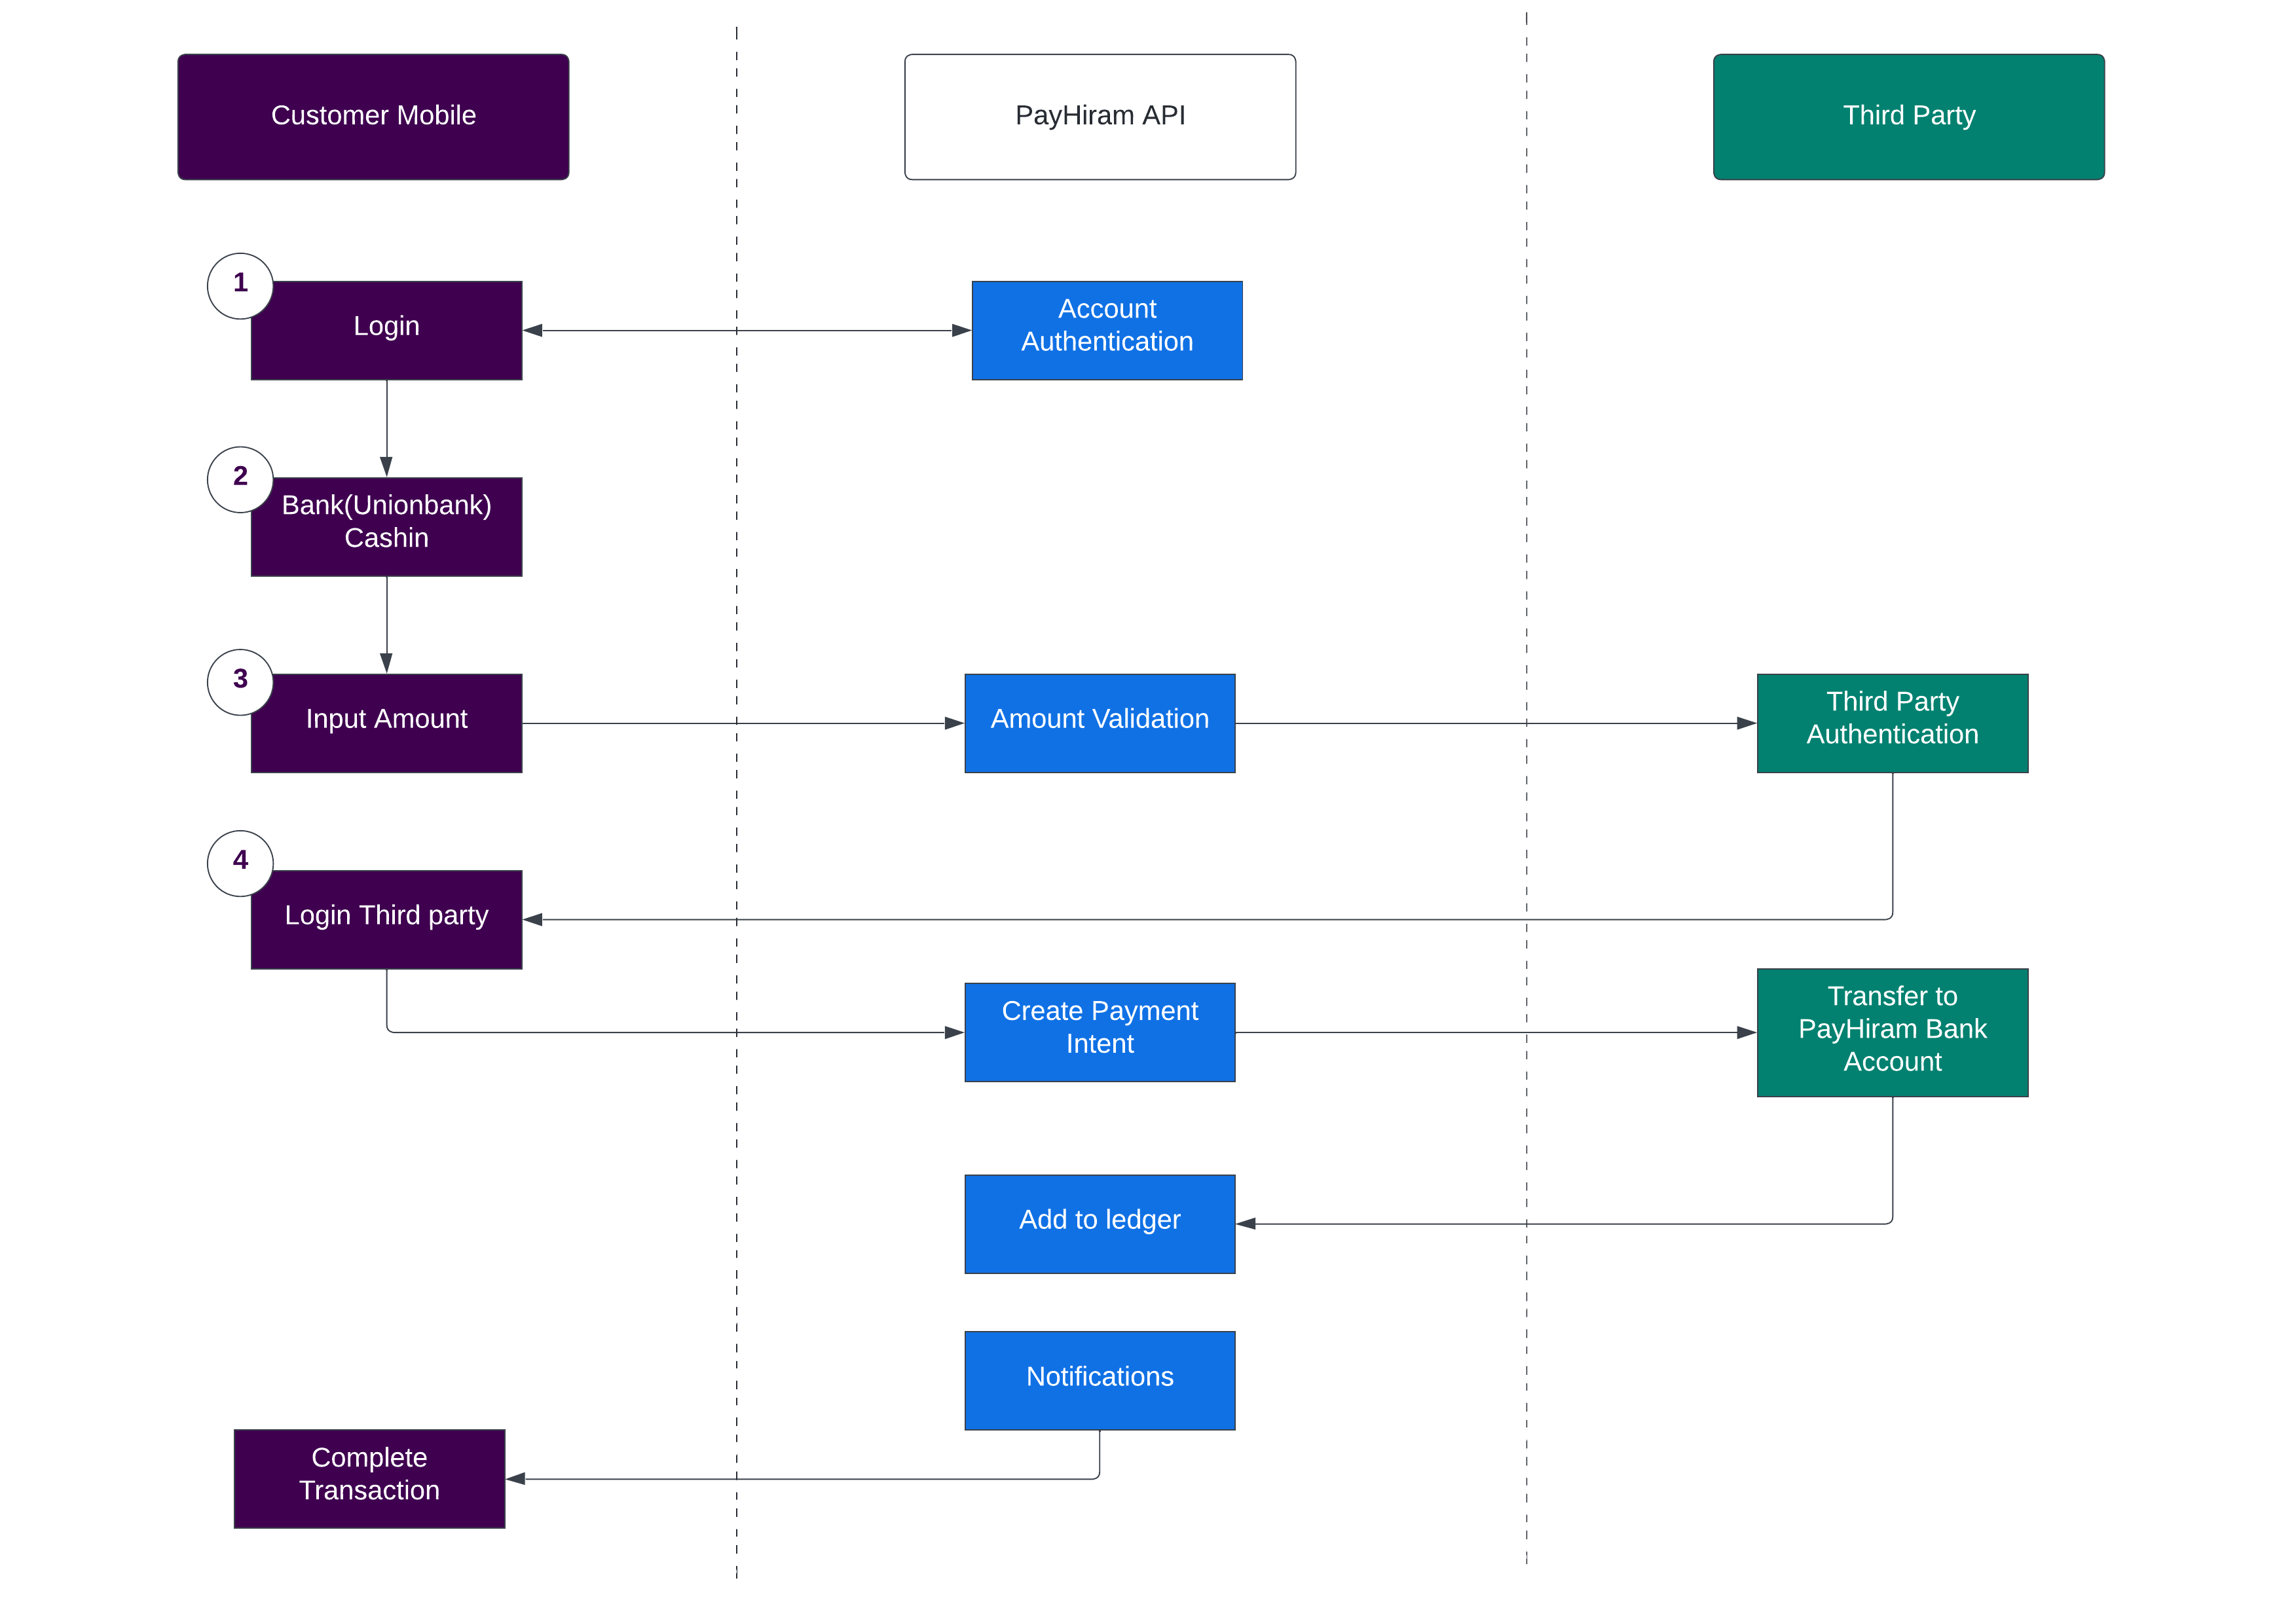 Customer Mobile
PayHiram API
Third Party
1
Login
Account
Authentication
2
Bank(Unionbank)
Cashin
3
Input Amount
Amount Validation
Third Party
Authentication
4
Login Third party
Create Payment
Intent
Transfer to
PayHiram Bank
Account
Add to ledger
Notifications
Complete
Transaction